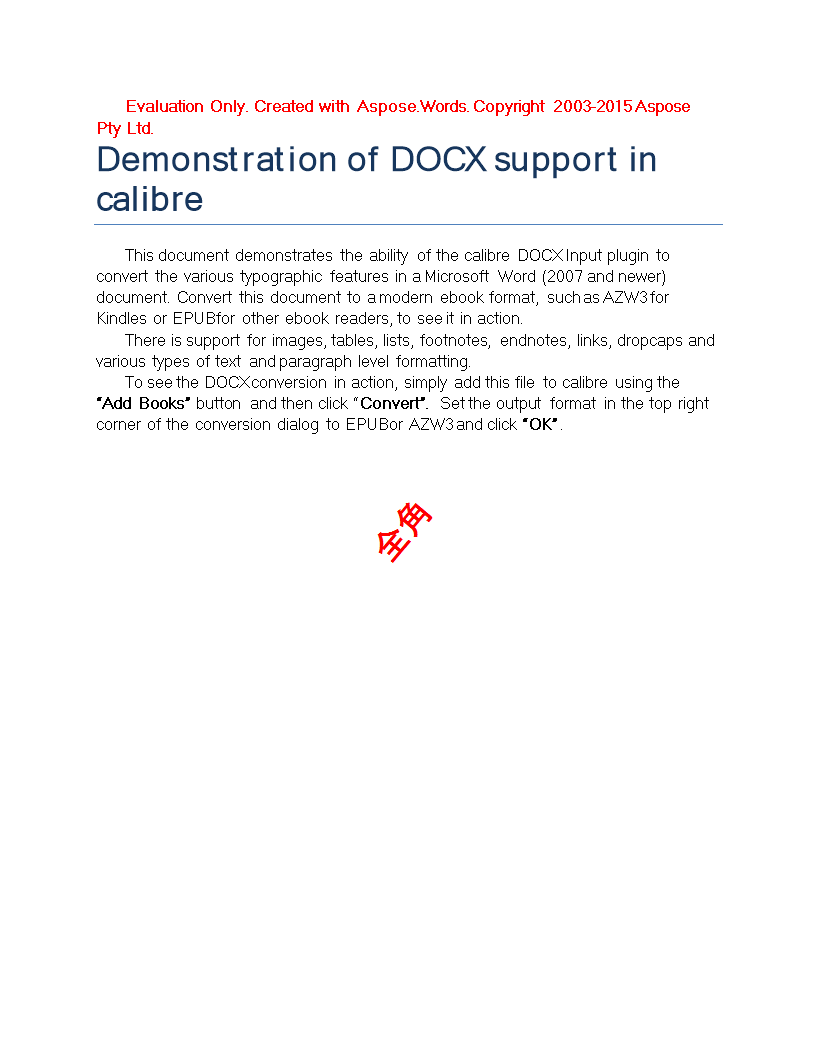 Evaluation Only. Created with Aspose.Words. Copyright 2003-2015 Aspose
Pty Ltd.
Demonstration of DOCX support in
calibre
This document demonstrates the ability of the calibre DOCX Input plugin to
convert the various typographic features in a Microsoft Word (2007 and newer)
document. Convert this document to a modern ebook format, such as AZW3 for
Kindles or EPUB for other ebook readers, to see it in action.
There is support for images, tables, lists, footnotes, endnotes, links, dropcaps and
various types of text and paragraph level formatting.
To see the DOCX conversion in action, simply add this file to calibre using the
“Add Books” button and then click “Convert”. Set the output format in the top right
corner of the conversion dialog to EPUB or AZW3 and click “OK”.
全角